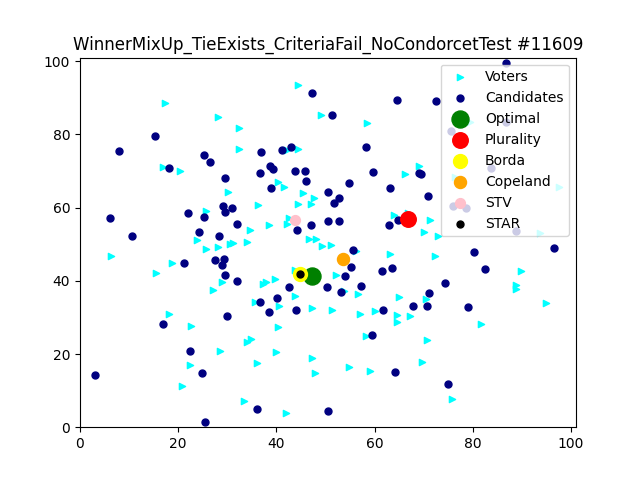 WinnerMixUp_TieExists_CriteriaFail_NoCondorcetTest #11609
100
80
60
40
20
0
0 20 40 60 80 100
Voters
Candidates
Optimal
Plurality
Borda
Copeland
STV
STAR